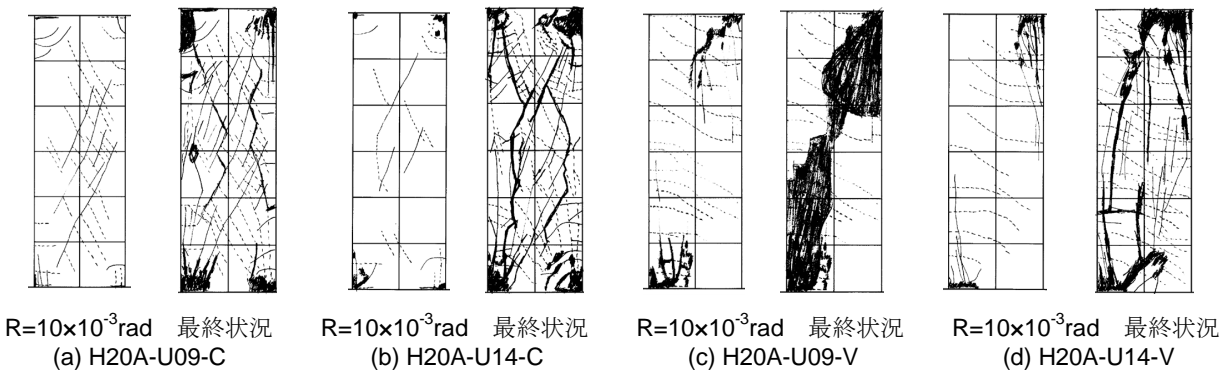 R=10×10-3rad 最終状況 R=10×10-3rad 最終状況 R=10×10-3rad 最終状況 R=10×10-3rad 最終状況
(a) H20A-U09-C (b) H20A-U14-C (c) H20A-U09-V (d) H20A-U14-V